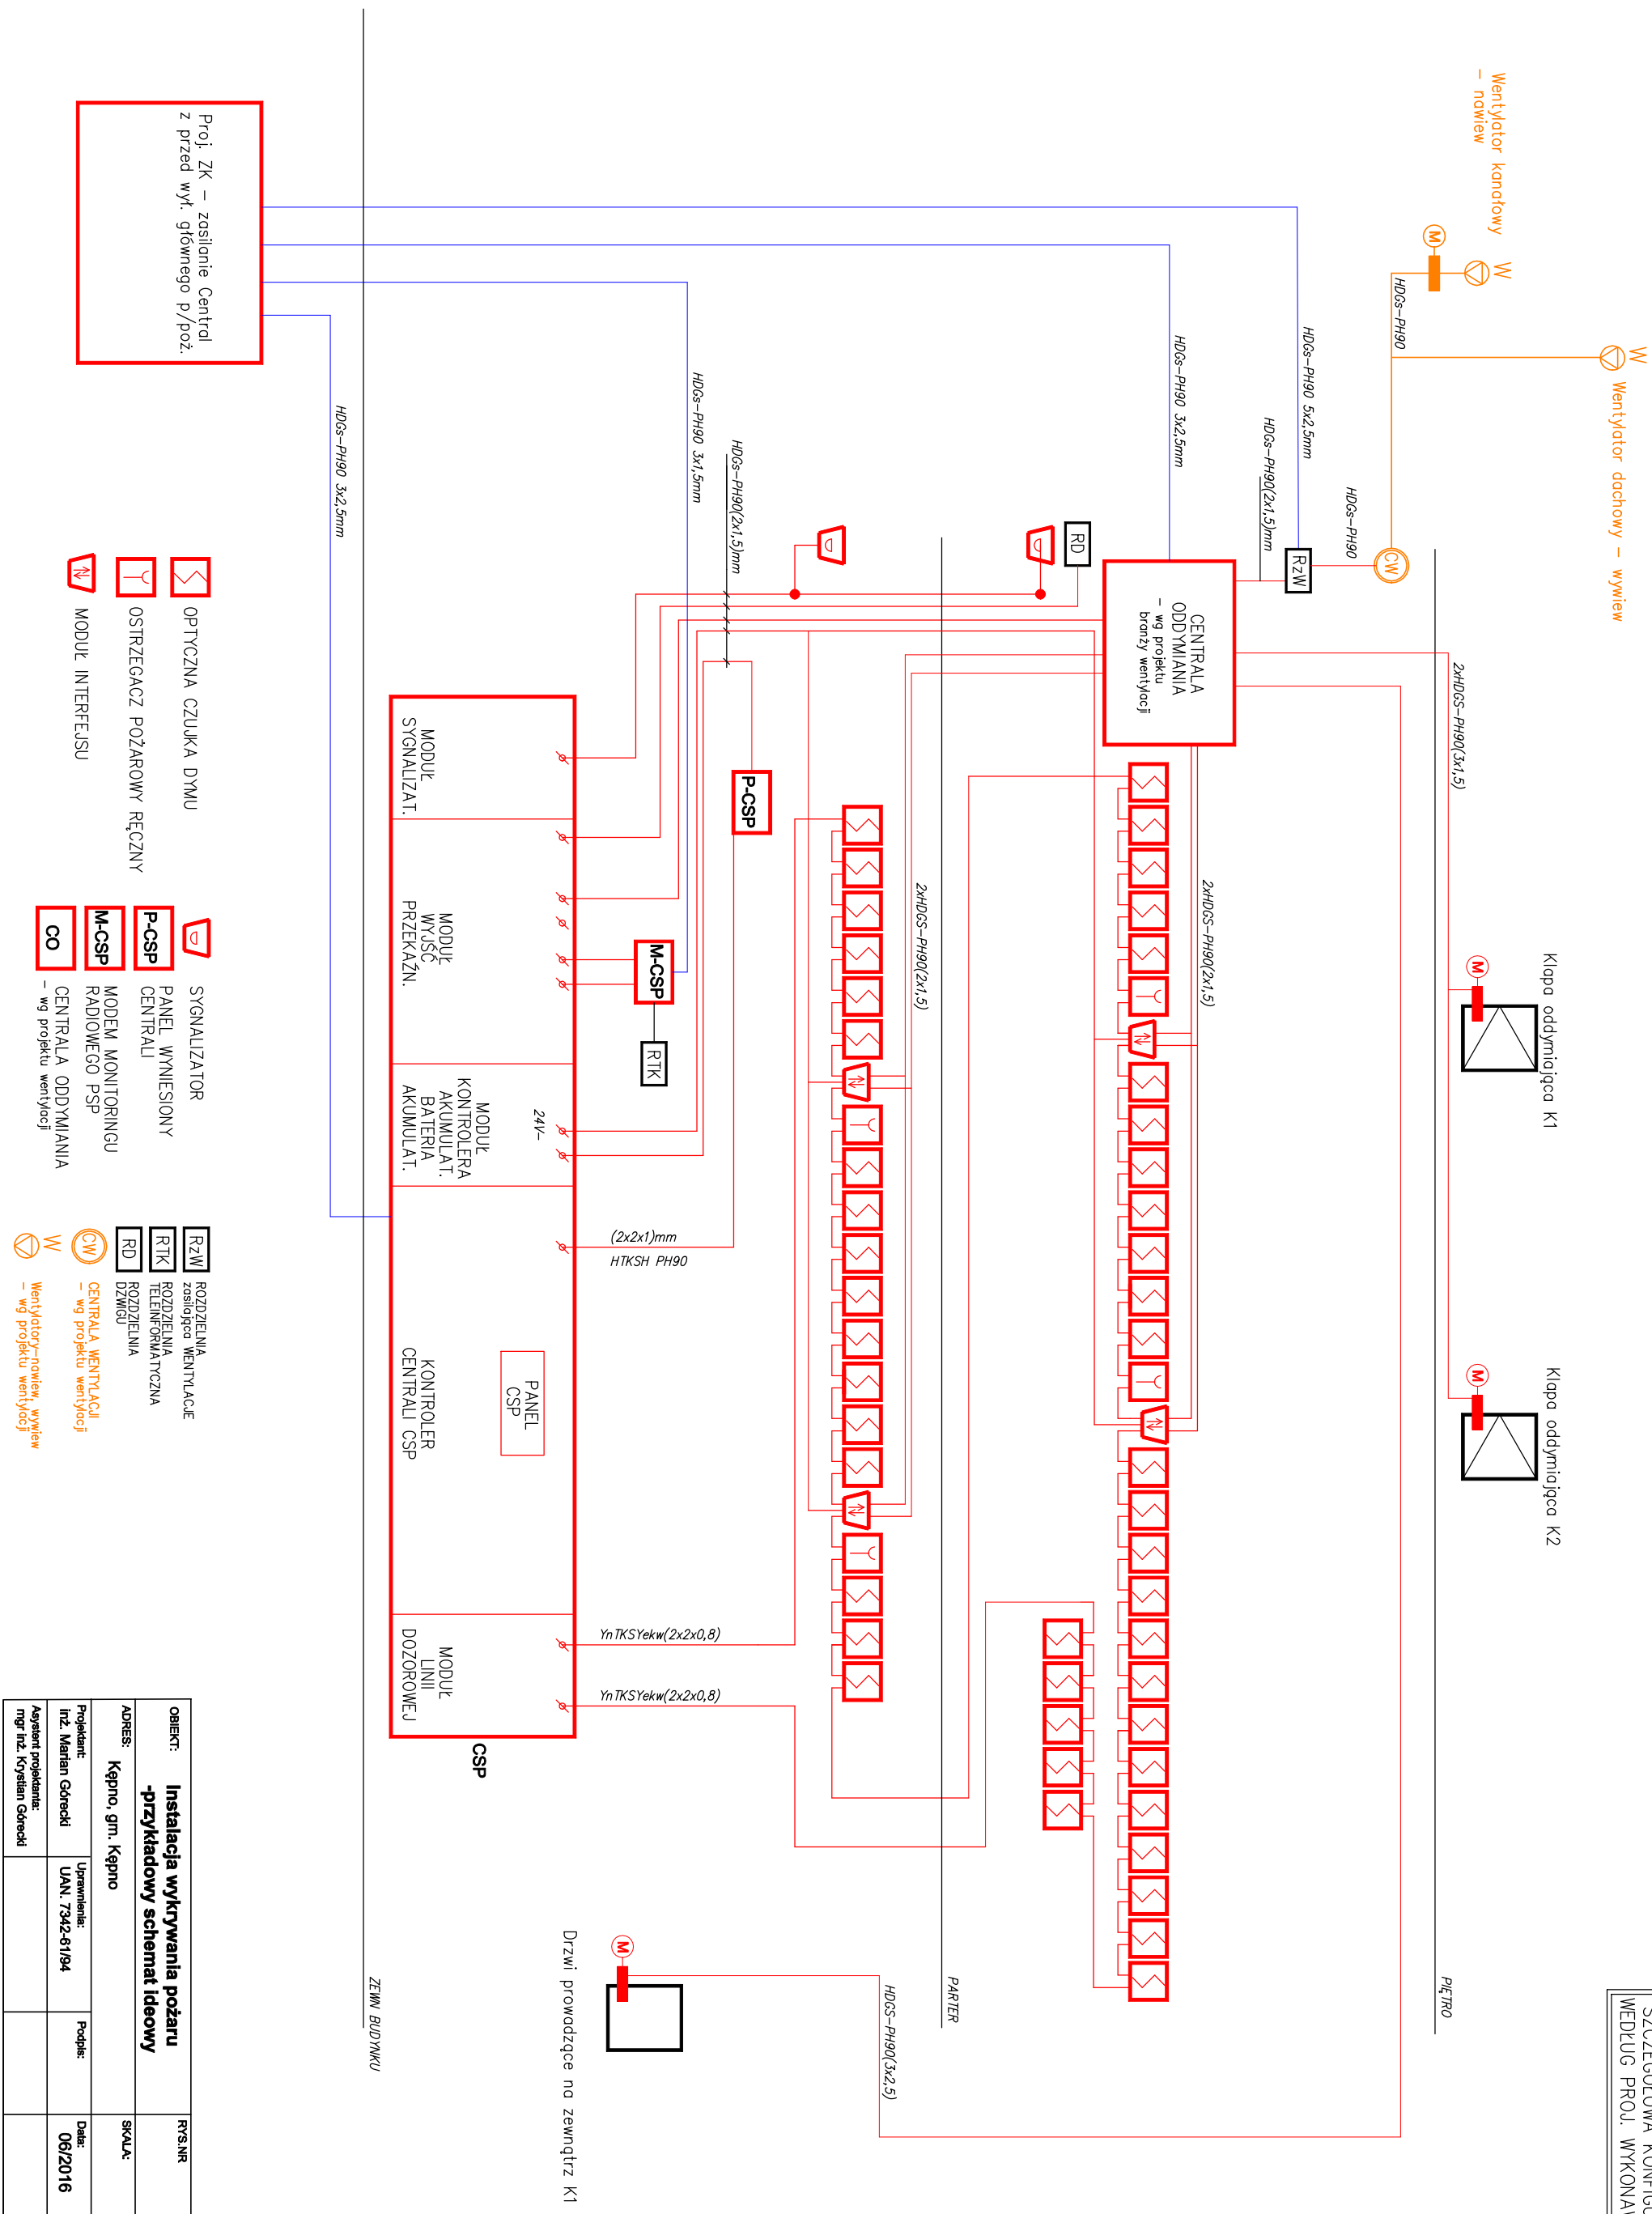 SZCZEGÓŁOWA
WEDŁUG PROJ.
Wentylator kanałowy
- nawiew
W
M
HDGs-PH90
W
Wentylator dachowy - wywiew
CW
HDGs-PH90
RzW
HDGs-PH90(2x1,5)mm
HDGs-PH90 5x2,5mm
HDGs-PH90 3x2,5mm
2xHDGS-PH90(3x1,5)
Klapa oddymiająca K1
M
Klapa oddymiająca K2
M
PIĘTRO
CENTRALA
ODDYMIANIA
- wg projektu
branży wentylacji
2xHDGS-PH90(2x1,5)
RD
PARTER
2xHDGS-PH90(2x1,5)
HDGS-PH90(3x2,5)
HDGs-PH90(2x1,5)mm
HDGs-PH90 3x1,5mm
P-CSP
M-CSP
RTK
(2x2x1)mm
HTKSH PH90
YnTKSYekw(2x2x0,8)
YnTKSYekw(2x2x0,8)
M
Drzwi prowadzące na zewnątrz K1
MODUŁ
SYGNALIZAT.
MODUŁ
WYJŚĆ
PRZEKAŹN.
24V-
MODUŁ
KONTROLERA
AKUMULAT.
BATERIA
AKUMULAT.
PANEL
CSP
KONTROLER
CENTRALI CSP
MODUŁ
LINII
DOZOROWEJ
CSP
ZEWN BUDYNKU
HDGs-PH90 3x2,5mm
Proj. ZK - zasilanie Central
z przed wył. głównego p/poż.
OPTYCZNA CZUJKA DYMU
OSTRZEGACZ POŻAROWY RĘCZNY
MODUŁ INTERFEJSU
SYGNALIZATOR
P-CSP
PANEL WYNIESIONY
CENTRALI
M-CSP
MODEM MONITORINGU
RADIOWEGO PSP
CO
CENTRALA ODDYMIANIA
- wg projektu wentylacji
RzW
ROZDZIELNIA
zasilająca WENTYLACJE
RTK
ROZDZIELNIA
TELEINFORMATYCZNA
RD
ROZDZIELNIA
DŹWIGU
CW
CENTRALA WENTYLACJI
- wg projektu wentylacji
W
Wentylatory-nawiew, wywiew
- wg projektu wentylacji
OBIEKT:
Instalacja wykrywania pożaru
-przykładowy schemat ideowy
RYS.NR
ADRES:
Kępno, gm. Kępno
SKALA:
Projektant:
inż. Marian Górecki
Uprawnienia:
UAN. 7342-61/94
Podpis:
Data:
06/2016
Asystent projektanta:
mgr inż. Krystian Górecki